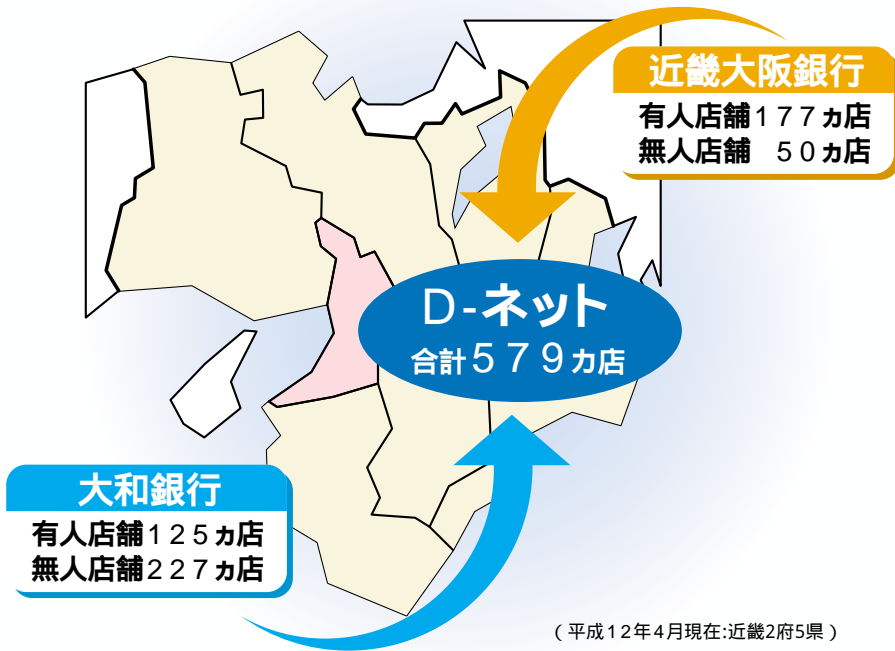 近畿大阪銀行
有人店舗177ヵ店
無人店舗 50ヵ店
D-ネット
合計579カ店
大和銀行
有人店舗125ヵ店
無人店舗227ヵ店
(平成12年4月現在:近畿2府5県)